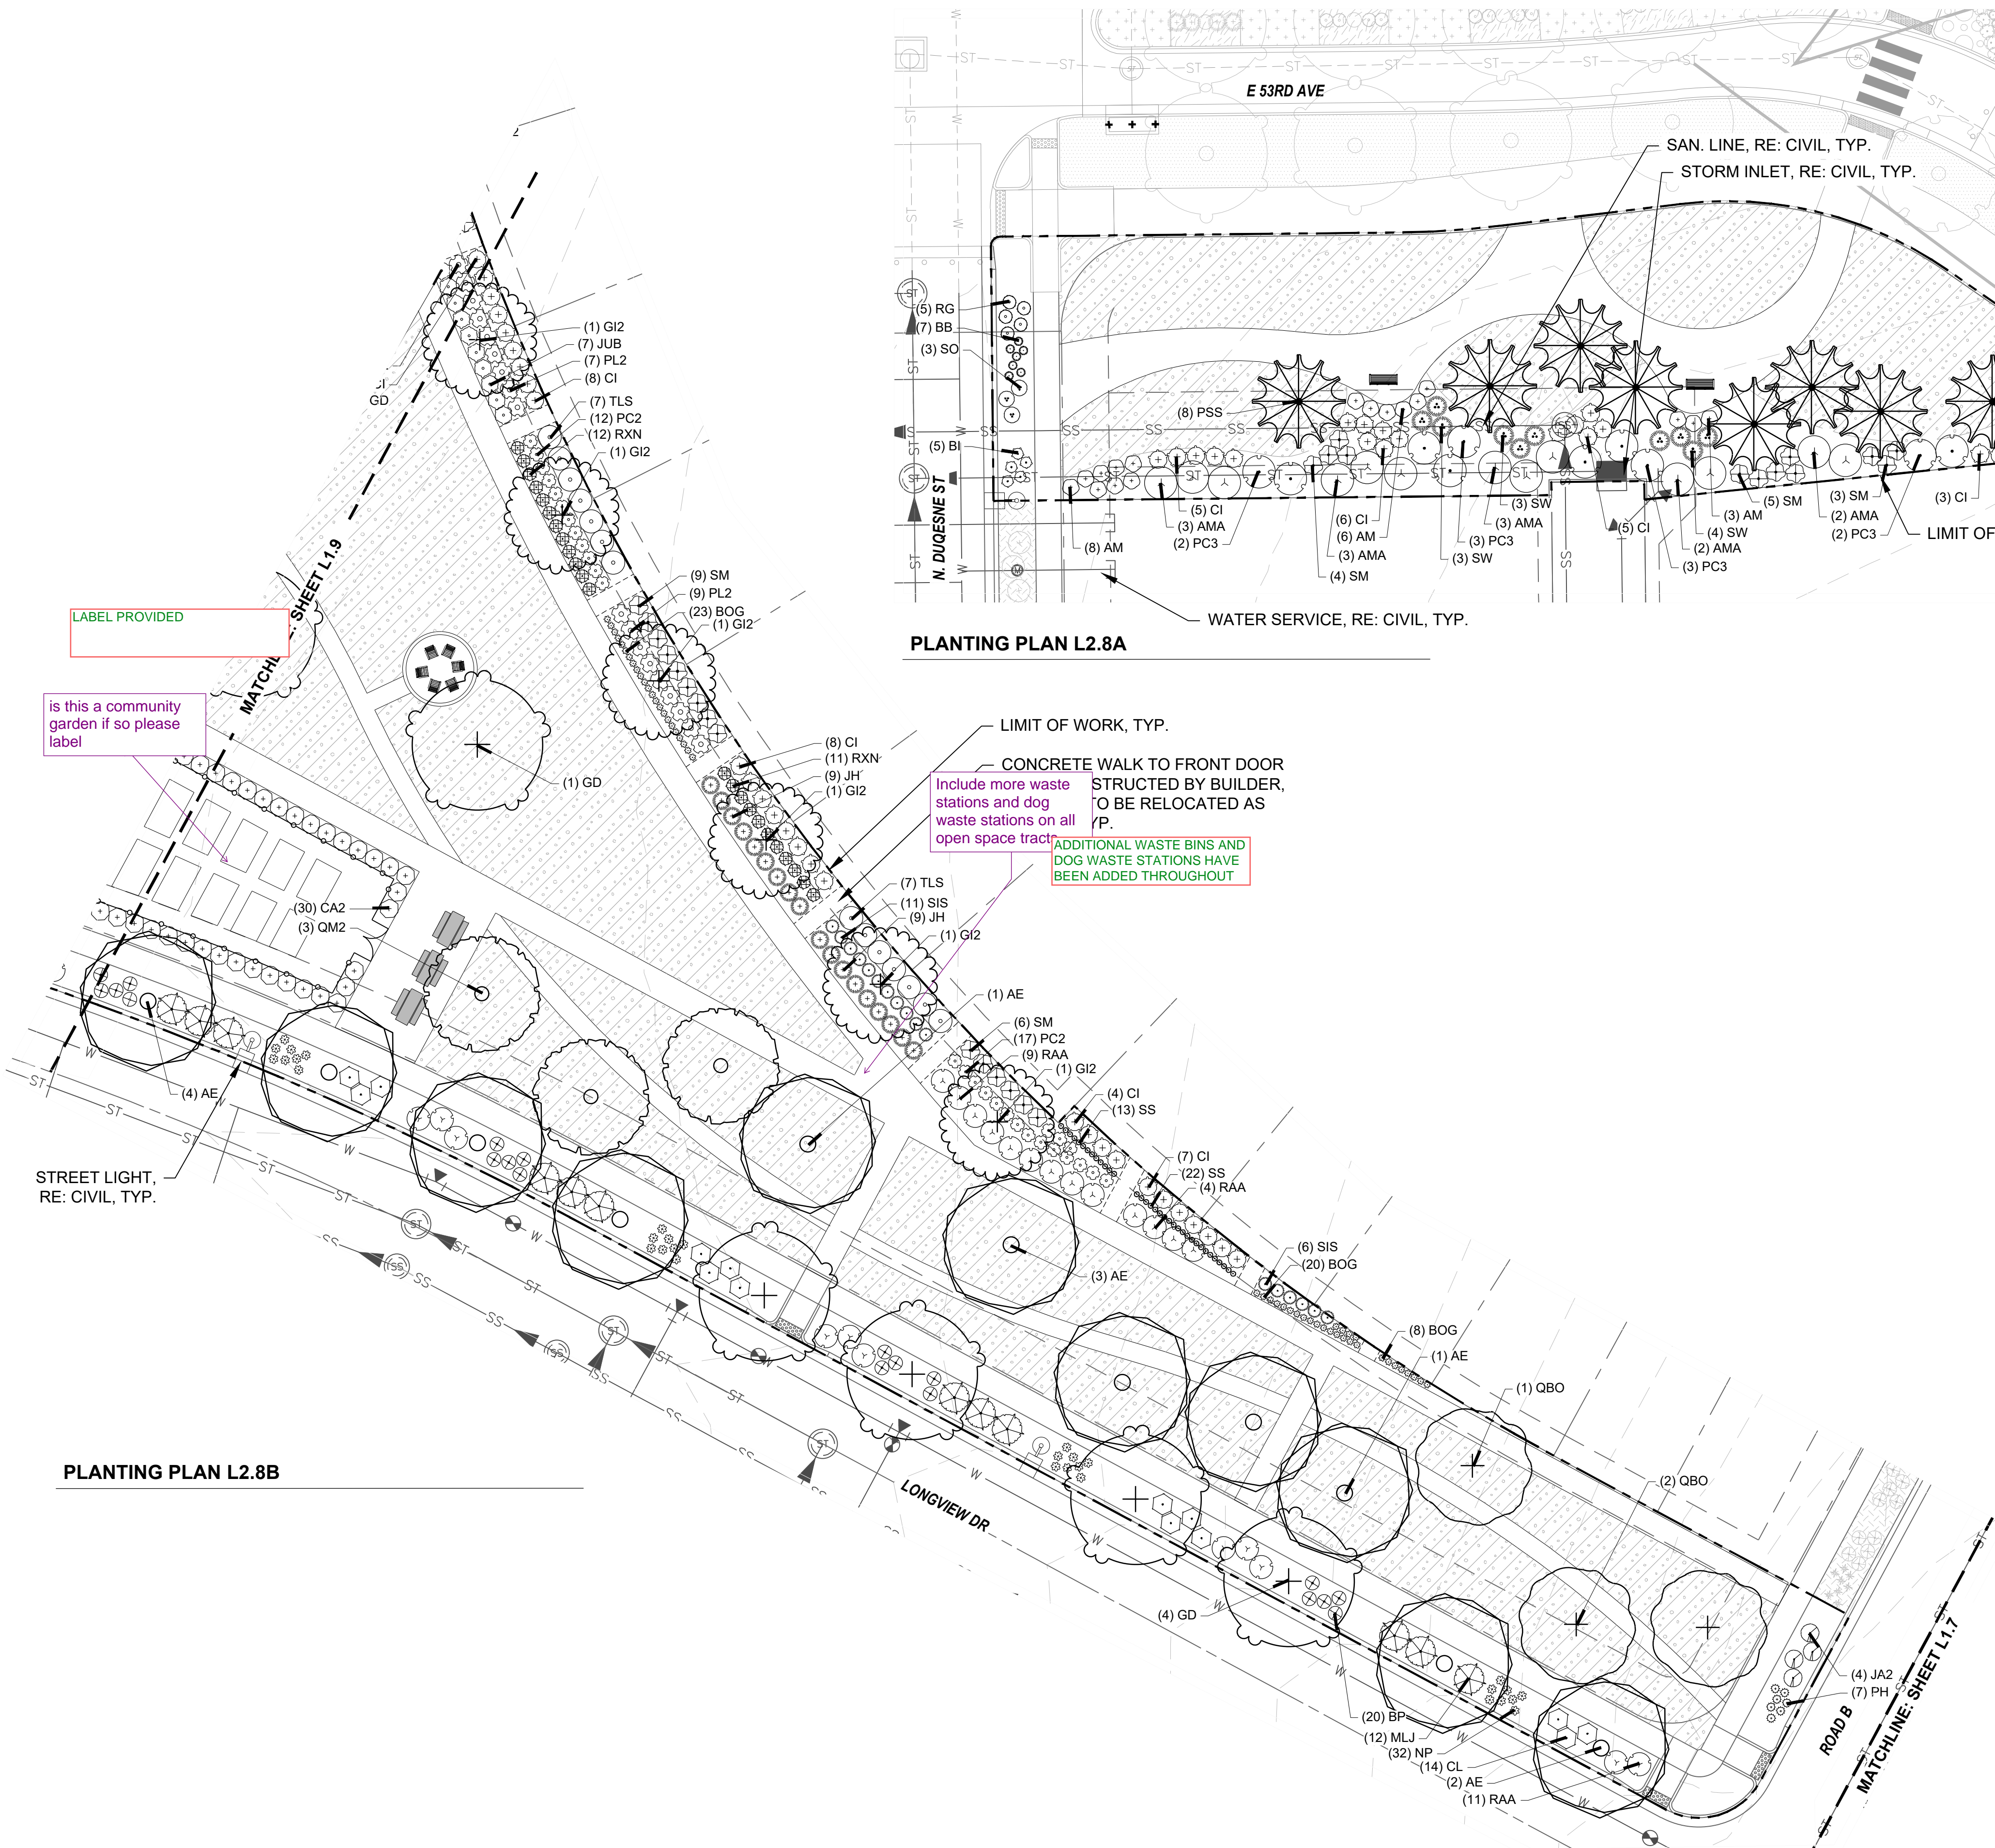 E 53RD AVE
SAN. LINE, RE: CIVIL, TYP.
STORM INLET, RE: CIVIL, TYP.
(5) RG
(7) BB
(3) SO
(8) PSS
(5) BI
N. DUQESNE ST
(8) AM
(5) CI
(3) AMA
(2) PC3
(6) CI
(6) AM
(3) AMA
(4) SM
(3) SW
(3) AMA
(3) PC3
(3) SW
(5) CI
(5) SM
(3) AM
(4) SW
(2) AMA
(3) PC3
(3) SM
(2) AMA
(2) PC3
(3) CI
LIMIT OF
WATER SERVICE, RE: CIVIL, TYP.
PLANTING PLAN L2.8A
(1) GI2
(7) JUB
(7) PL2
(8) CI
CI
GD
(7) TLS
(12) PC2
(12) RXN
(1) GI2
(9) SM
(9) PL2
(23) BOG
(1) GI2
LABEL PROVIDED
MATCHL
: SHEET L1.9
is this a community
garden if so please
label
(1) GD
LIMIT OF WORK, TYP.
CONCRETE WALK TO FRONT DOOR
STRUCTED BY BUILDER,
TO BE RELOCATED AS
YP.
Include more waste
stations and dog
waste stations on all
open space tracts
ADDITIONAL WASTE BINS AND
DOG WASTE STATIONS HAVE
BEEN ADDED THROUGHOUT
(8) CI
(11) RXN
(9) JH
(1) GI2
(7) TLS
(11) SIS
(9) JH
(1) GI2
(30) CA2
(3) QM2
(1) AE
(6) SM
(17) PC2
(9) RAA
(1) GI2
(4) CI
(13) SS
(4) AE
(7) CI
(22) SS
(4) RAA
STREET LIGHT,
RE: CIVIL, TYP.
(6) SIS
(20) BOG
(3) AE
(8) BOG
(1) AE
(1) QBO
(2) QBO
PLANTING PLAN L2.8B
LONGVIEW DR
(4) GD
(4) JA2
(7) PH
ROAD B
MATCHLINE: SHEET L1.7
(20) BP
(12) MLJ
(32) NP
(14) CL
(2) AE
(11) RAA